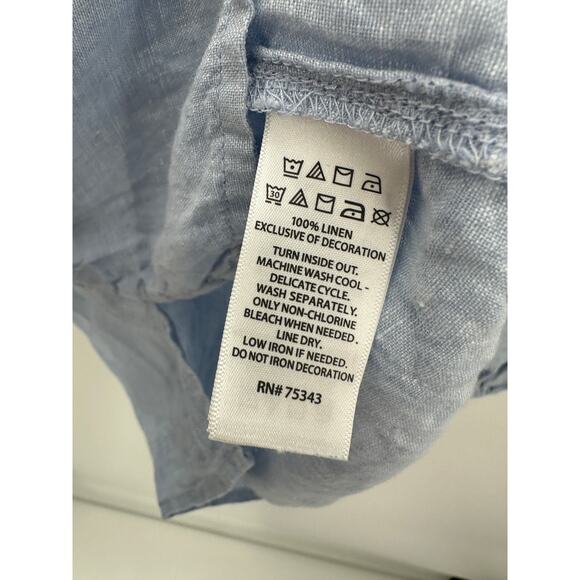 30
100% LINEN
EXCLUSIVE OF DECORATION
TURN INSIDE OUT.
MACHINE WASH COOL -
DELICATE CYCLE.
WASH SEPARATELY.
ONLY NON-CHLORINE
BLEACH WHEN NEEDED.
LINE DRY.
LOW IRON IF NEEDED.
DO NOT IRON DECORATION
RN# 75343